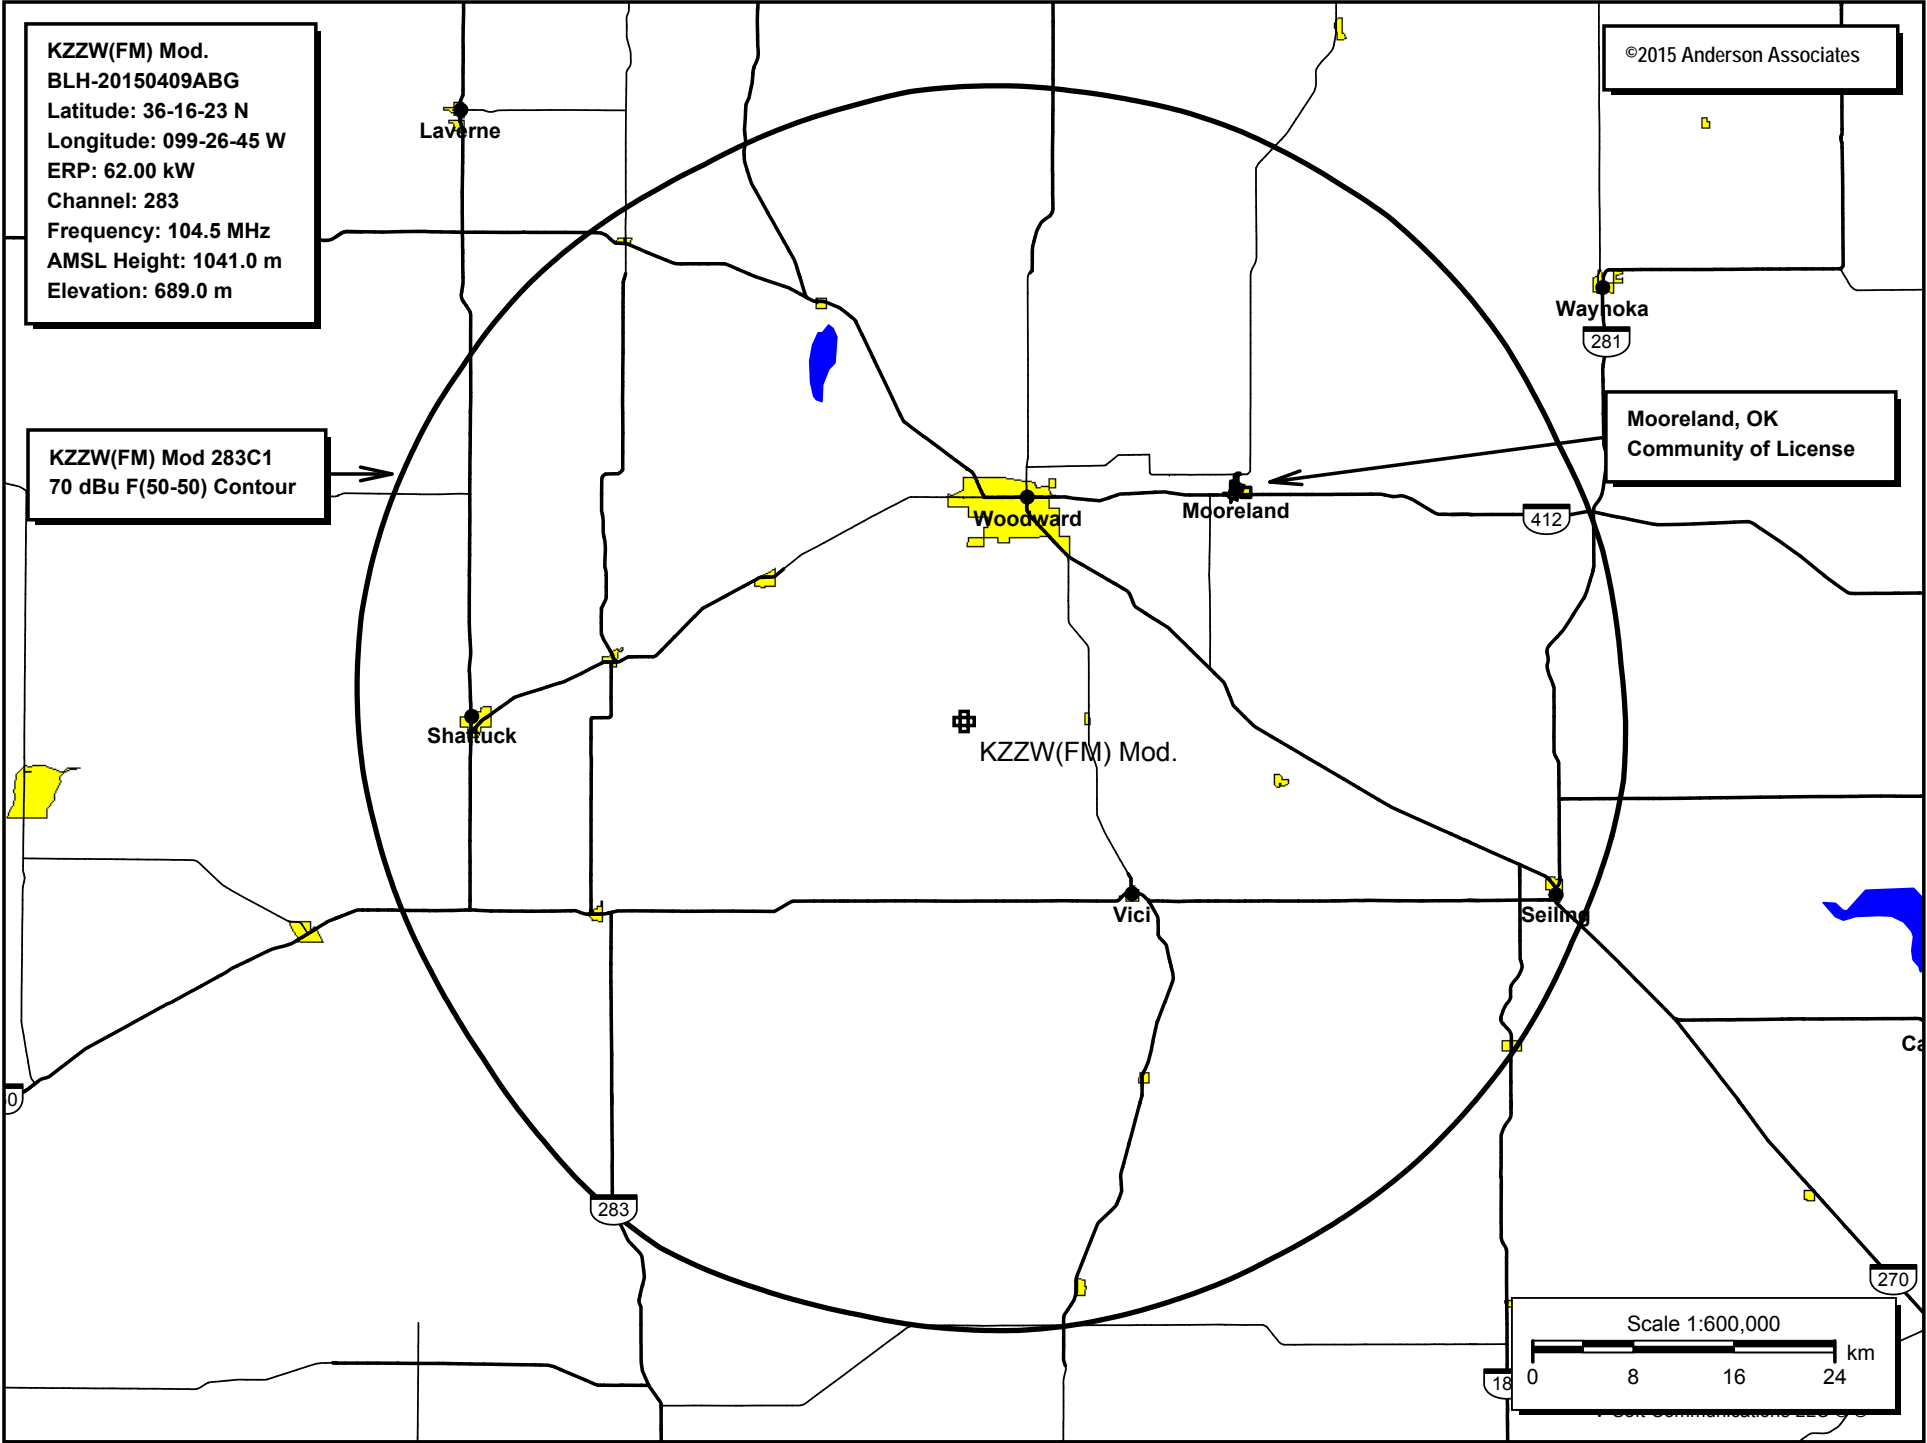 KZZW(FM) Mod.
BLH-20150409ABG
Latitude: 36-16-23 N
Longitude: 099-26-45 W
ERP: 62.00 kW
Channel: 283
Frequency: 104.5 MHz
AMSL Height: 1041.0 m
Elevation: 689.0 m
©2015 Anderson Associates
Laverne
Waynoka
281
Mooreland, OK
Community of License
KZZW(FM) Mod 283C1
70 dBu F(50-50) Contour
Woodward
Mooreland
412
Shattuck
KZZW(FM) Mod.
Vici
Seiling
Ca
0
283
270
Scale 1:600,000
km
0 8 16 24
18